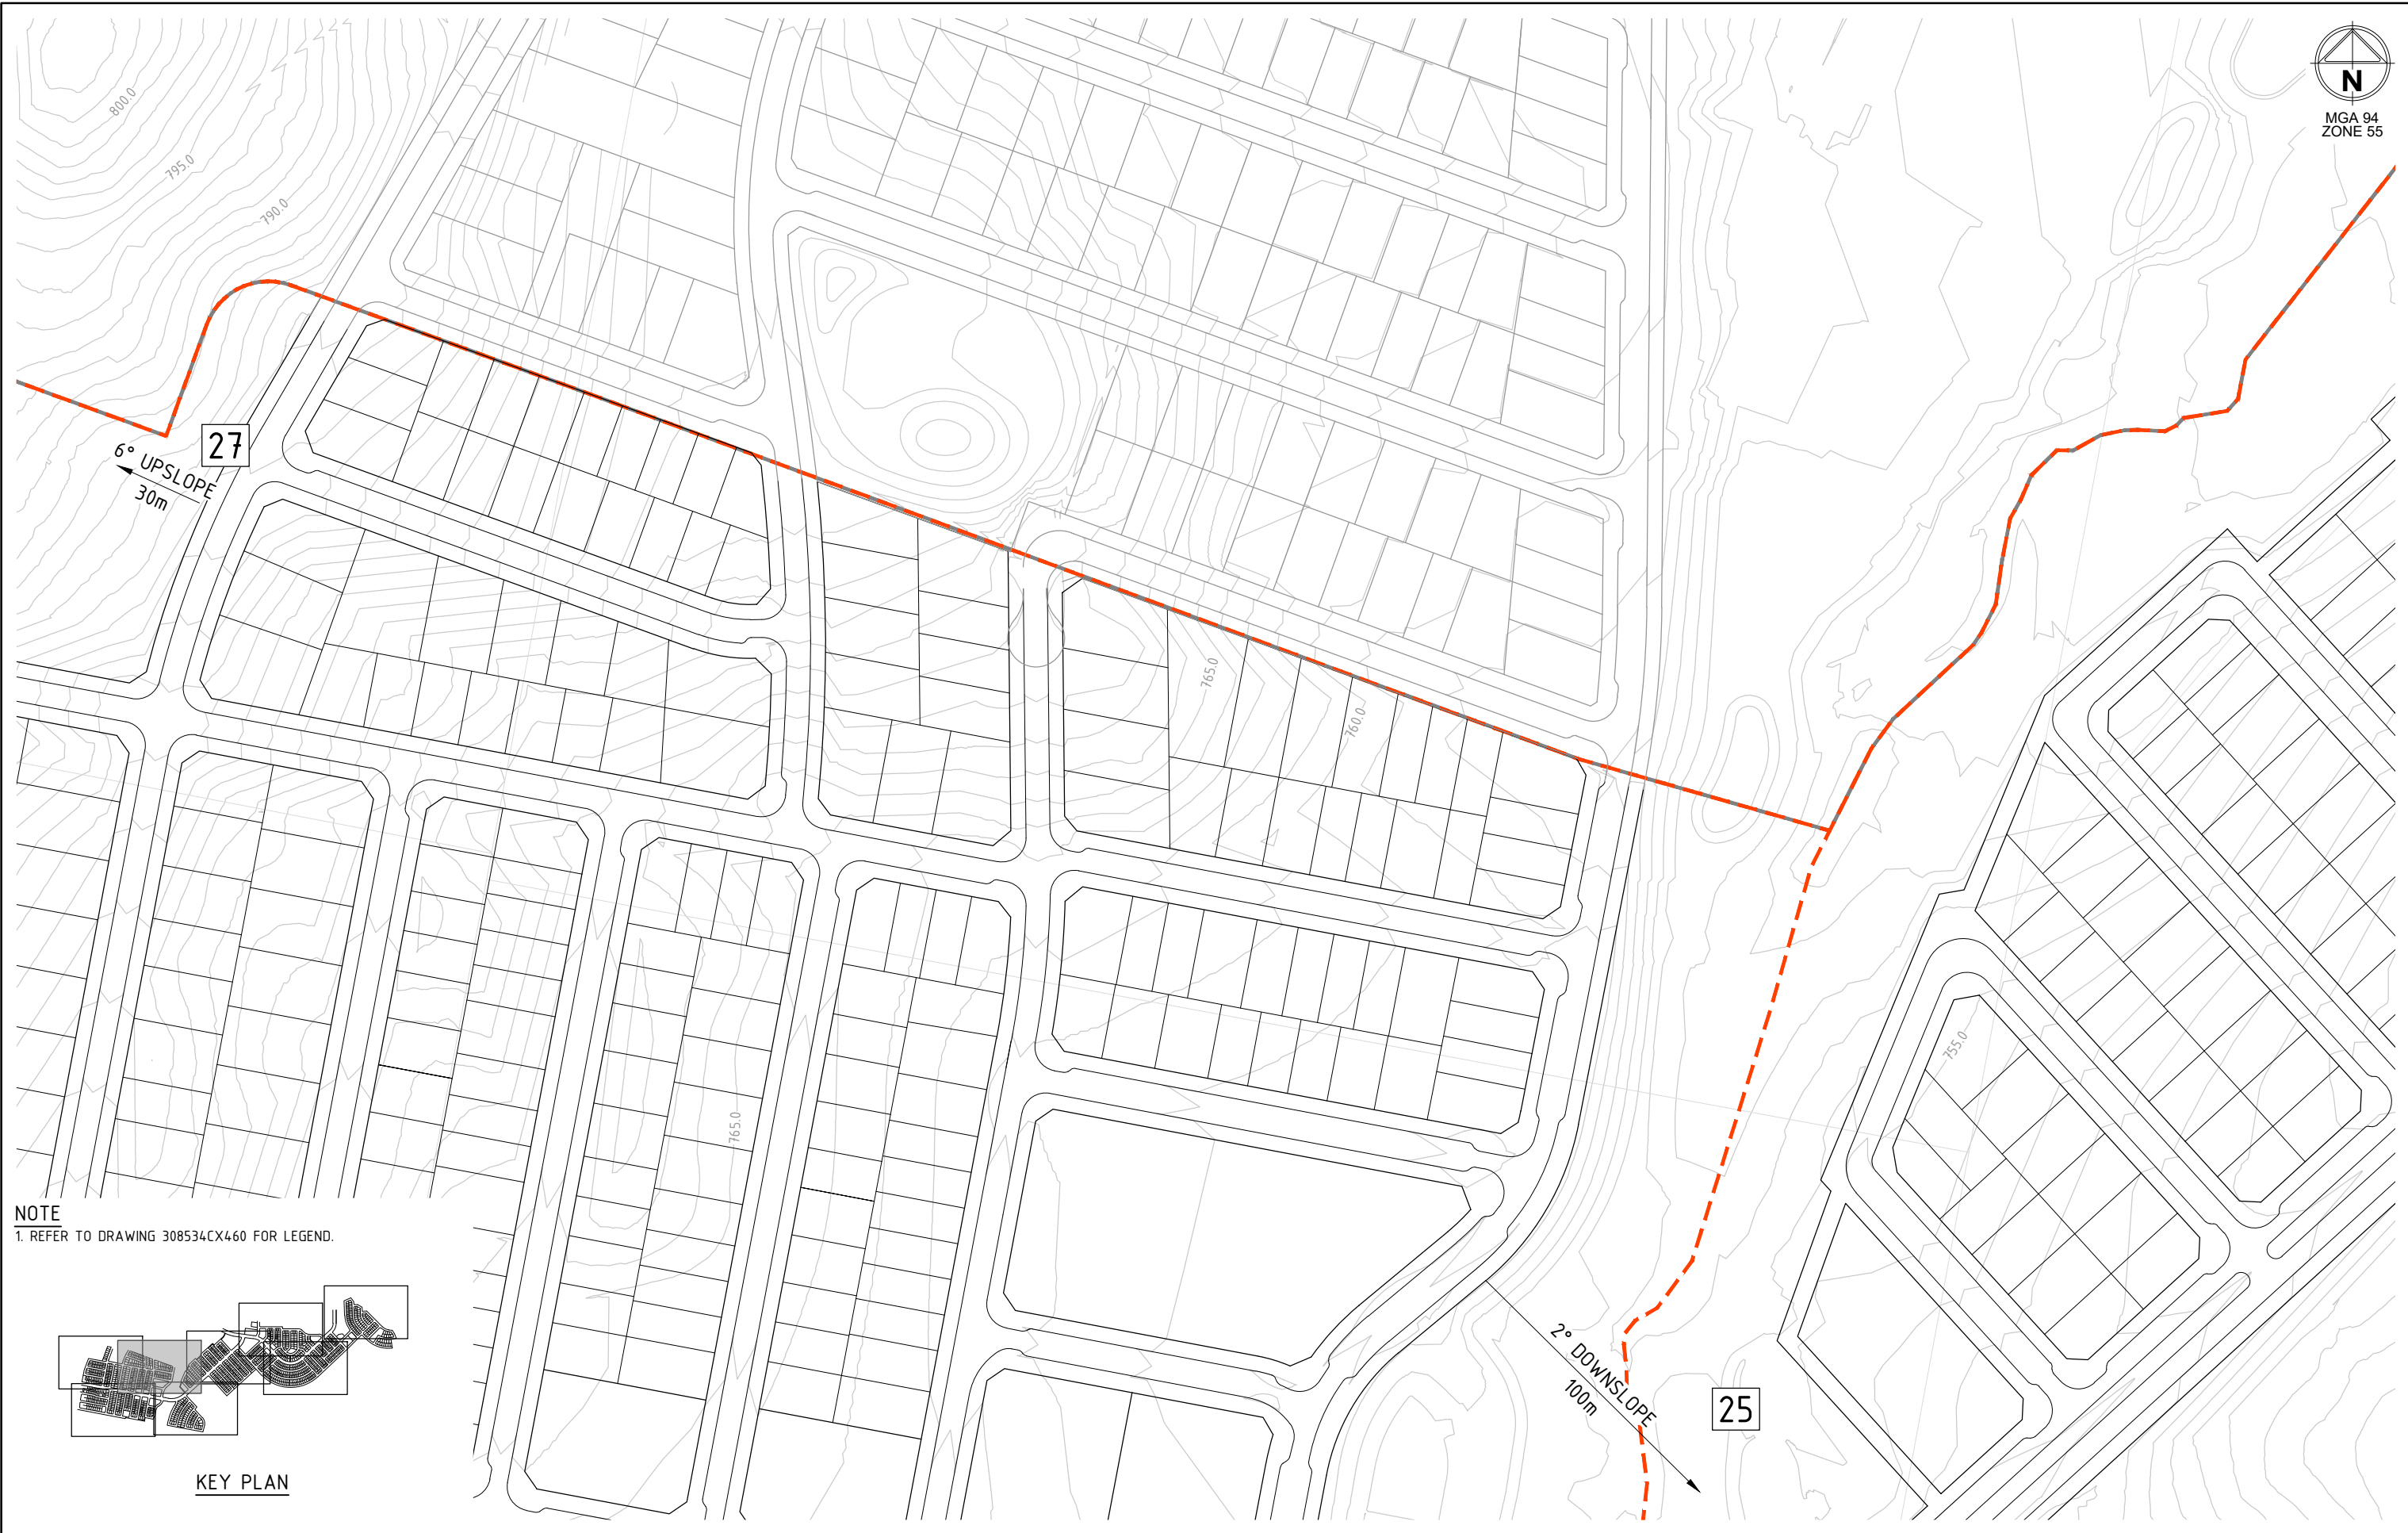 N
MGA 94
ZONE 55
800.0
795.0
790.0
27
6° UPSLOPE
30m
765.0
760.0
755.0
765.0
NOTE
1. REFER TO DRAWING 308534CX460 FOR LEGEND.
2° DOWNSLOPE
100m
25
KEY PLAN